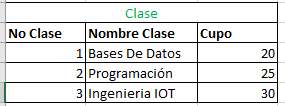 Clase
No Clase Nombre Clase Cupo
1 Bases De Datos 20
2 Programación 25
3 Ingenieria IOT 30